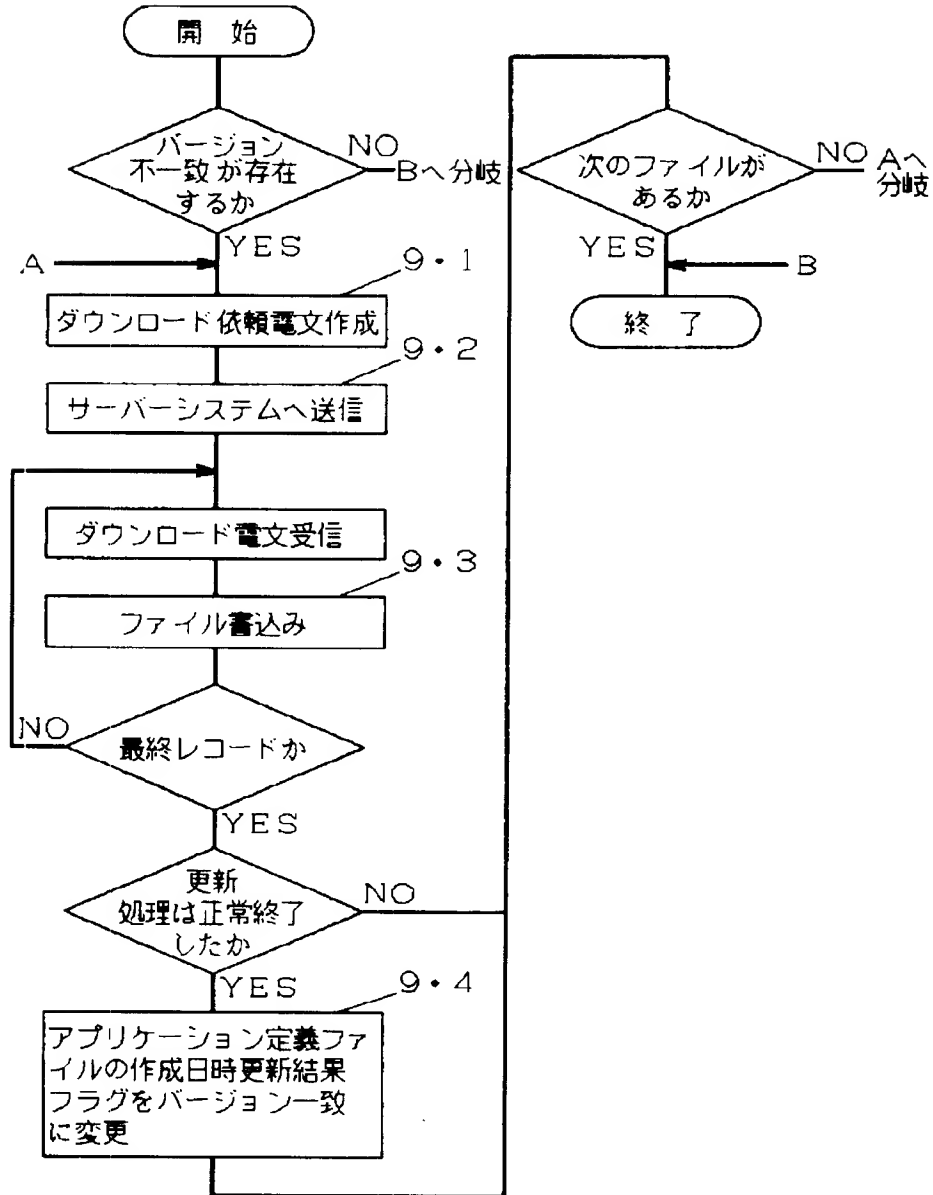 開始
バージョン
不一致が存在
するか
NO
Bへ分岐
YES
A
9・1
ダウンロード依頼電文作成
9・2
サーバーシステムへ送信
ダウンロード電文受信
9・3
ファイル書込み
NO
最終レコードか
YES
更新
処理は正常終了
したか
NO
YES
9・4
アプリケーション定義ファ
イルの作成日時更新結果
フラグをバージョン一致
に変更
次のファイルが
あるか
NO
Aへ
分岐
YES
B
終了